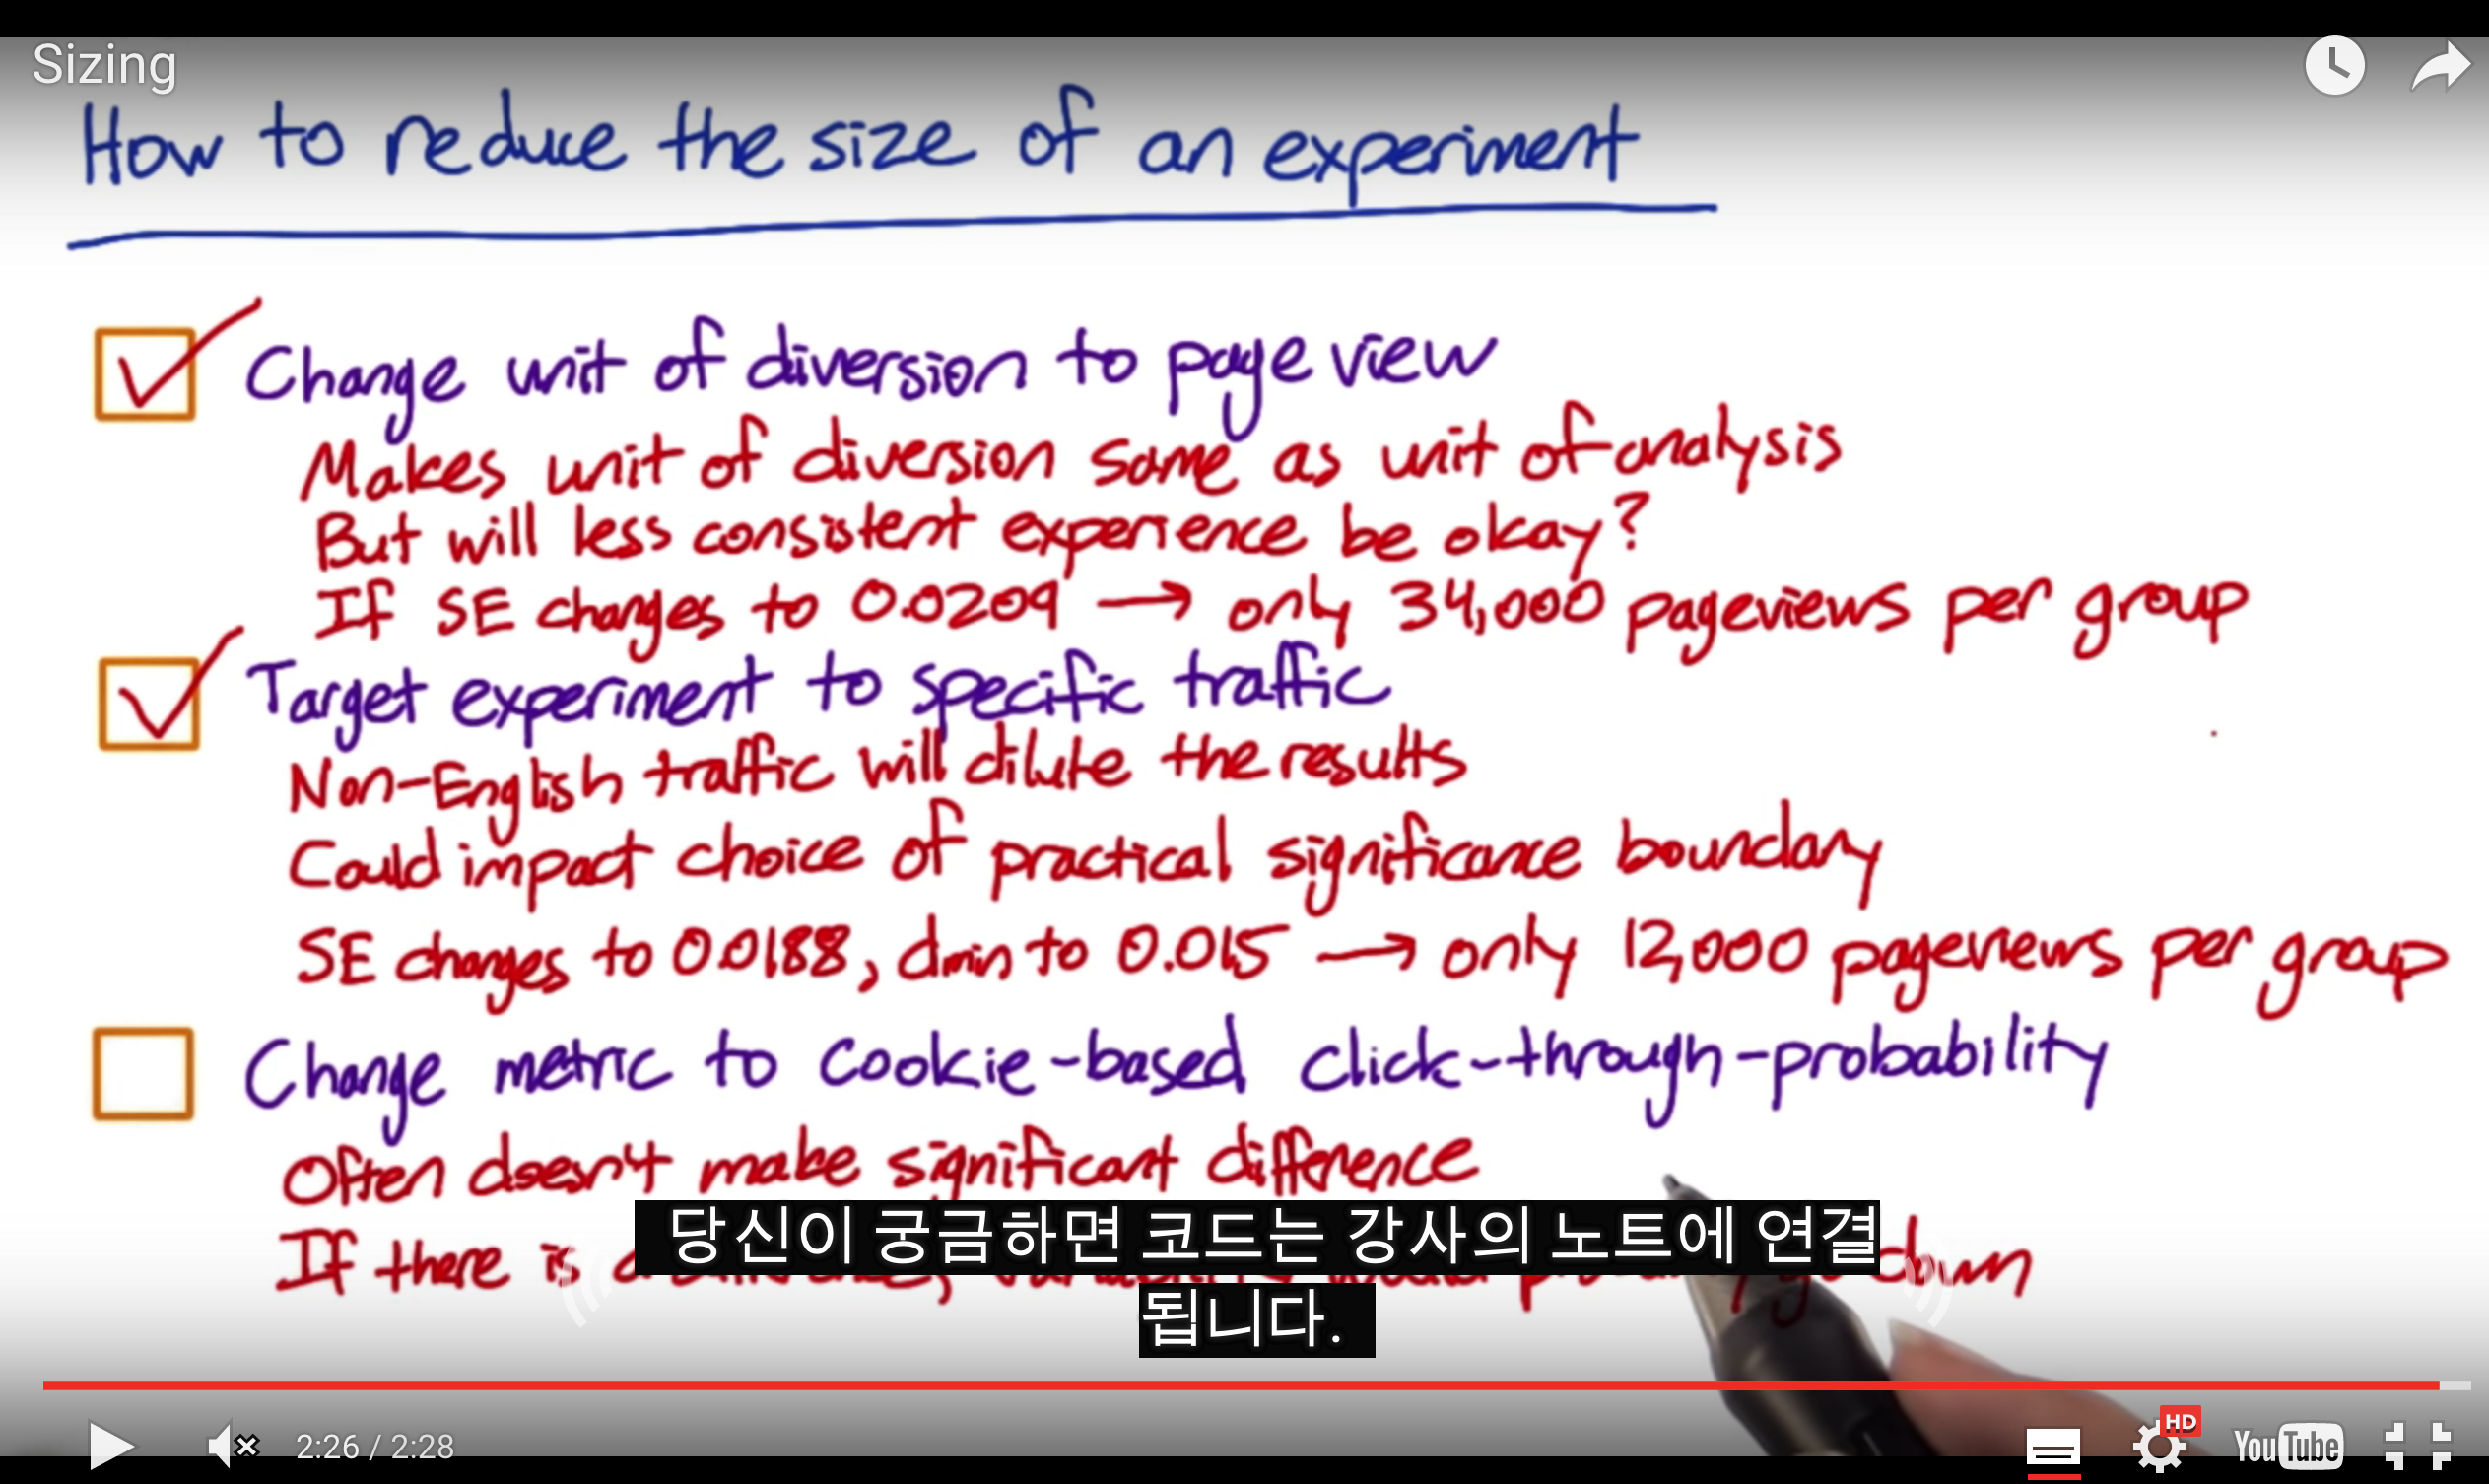 Sizing
How to reduce the size of an experiment
Change unit of diversion to page view
Makes unit of diversion same as unit of analysis
But will less consistent experience be okay?
If SE changes to 0.0209 → only 34,000 pageviews per group
Target experiment to specific traffic
Non-English traffic will dilute the results
Could impact choice of practical significance boundary
SE changes to 0.0188, dmin to 0.015 → only 12,000 pageviews per group
Change metric to cookie-based click-through-probability
Often doesn't make significant difference
If there is down
당신이 궁금하면 코드는 강사의 노트에 연결
됩니다.
2:26 / 2:28
HD
YouTube